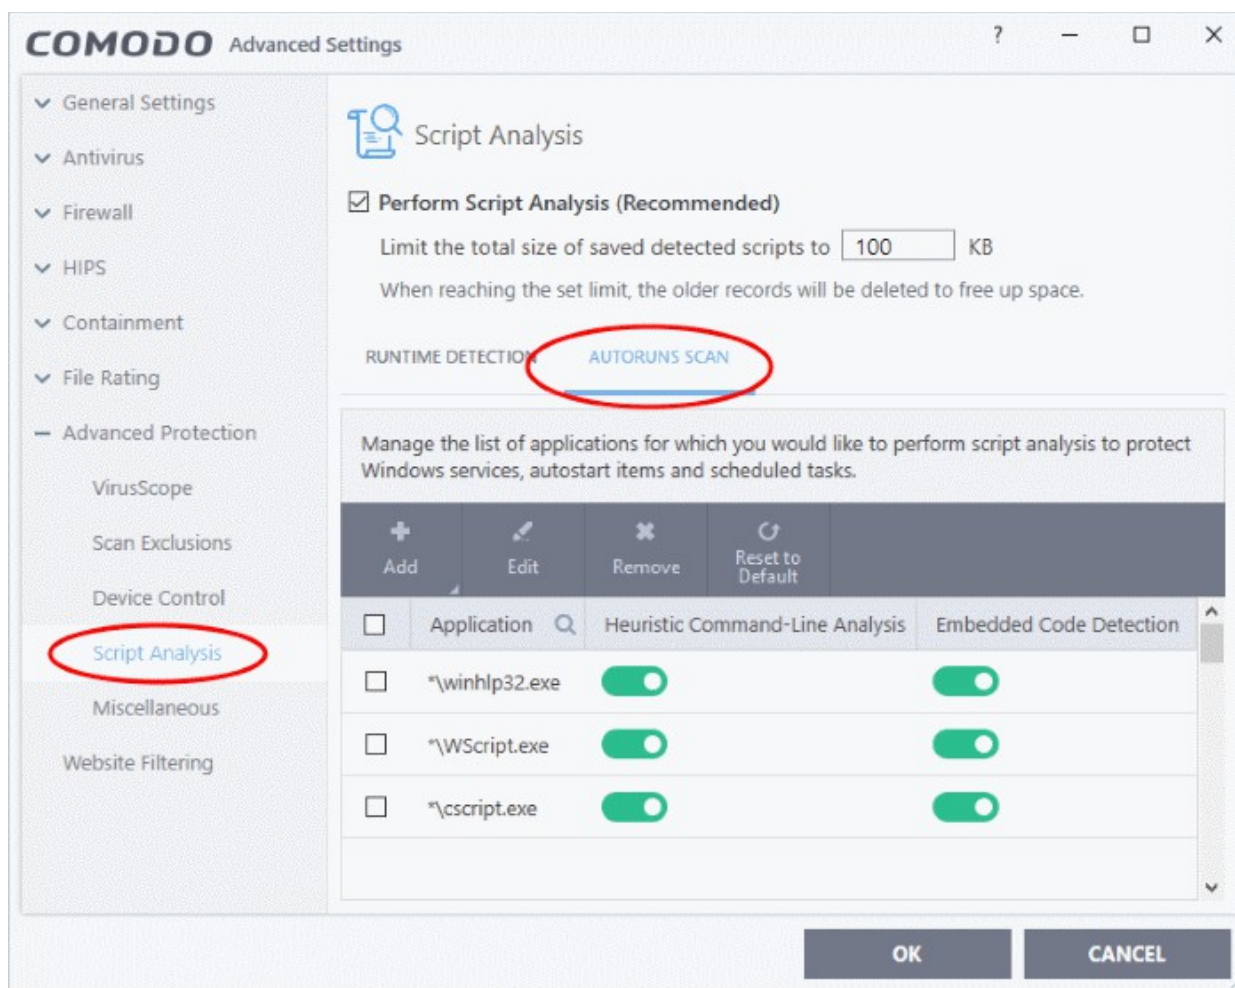 COMODO Advanced Settings ?
General Settings
Antivirus
Firewall
HIPS
Containment
File Rating
Advanced Protection
VirusScope
Scan Exclusions
Device Control
Script Analysis
Miscellaneous
Website Filtering
Script Analysis
Perform Script Analysis (Recommended)
Limit the total size of saved detected scripts to 100 KB
When reaching the set limit, the older records will be deleted to free up space.
RUNTIME DETECTION AUTORUNS SCAN
Manage the list of applications for which you would like to perform script analysis to protect
Windows services, autostart items and scheduled tasks.
Add Edit Remove Reset to
Default
Application Heuristic Command-Line Analysis Embedded Code Detection
*\winhlp32.exe
*\WScript.exe
*\cscript.exe
OK CANCEL